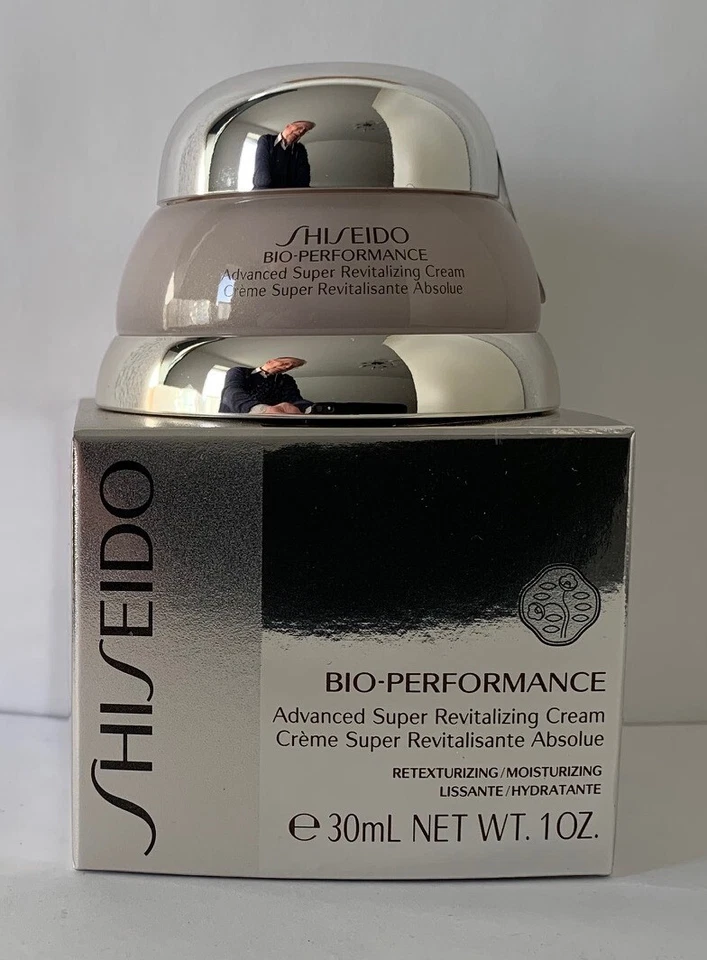 SHISEIDO
BIO-PERFORMANCE
Advanced Super Revitalizing Cream
Crème Super Revitalisante Absolue
SHISEIDO
BIO-PERFORMANCE
Advanced Super Revitalizing Cream
Crème Super Revitalisante Absolue
RETEXTURIZING/MOISTURIZING
LISSANTE/HYDRATANTE
℮ 30mL NET WT. 1OZ.